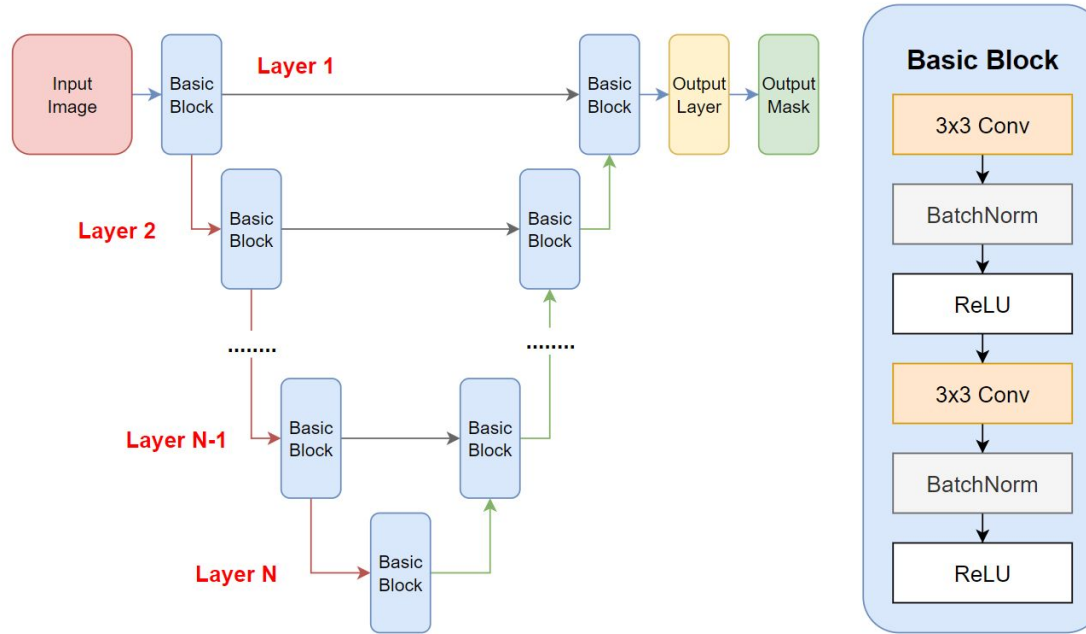 Input
Image
Basic
Block
Layer 1
Basic
Block
Output
Layer
Output
Mask
Layer 2
Basic
Block
Basic
Block
........
........
Layer N-1
Basic
Block
Basic
Block
Layer N
Basic
Block
Basic Block
3x3 Conv
BatchNorm
ReLU
3x3 Conv
BatchNorm
ReLU